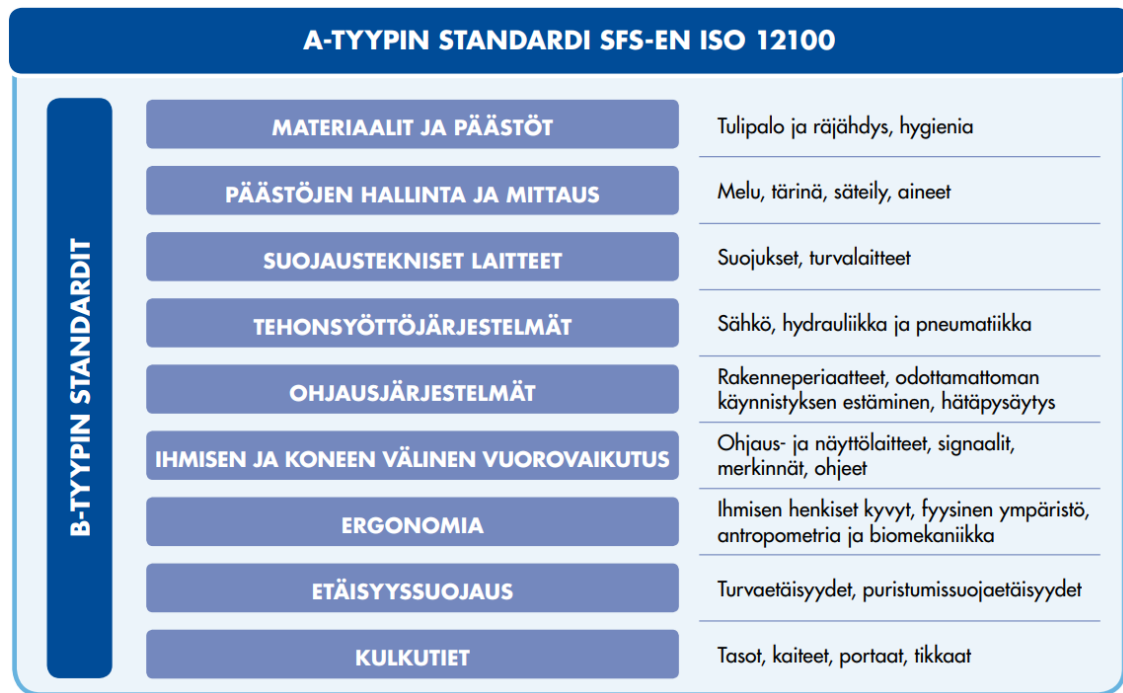 A-TYYPIN STANDARDI SFS-EN ISO 12100
B-TYYPIN STANDARDIT
MATERIAALIT JA PÄÄSTÖT
Tulipalo ja räjähdys, hygienia
PÄÄSTÖJEN HALLINTA JA MITTAUS
Melu, tärinä, säteily, aineet
SUOJAUSTEKNISET LAITTEET
Suojukset, turvalaitteet
TEHONSYÖTTÖJÄRJESTELMÄT
Sähkö, hydrauliikka ja pneumatiikka
OHJAUSJÄRJESTELMÄT
Rakenneperiaatteet, odottamattoman
käynnistyksen estäminen, hätäpysäytys
IHMISEN JA KONEEN VÄLINEN VUOROVAIKUTUS
Ohjaus- ja näyttölaitteet, signaalit,
merkinnät, ohjeet
ERGONOMIA
Ihmisen henkiset kyvyt, fyysinen ympäristö,
antropometria ja biomekaniikka
ETÄISYYSSUOJAUS
Turvaetäisyydet, puristumissuojaetäisyydet
KULKUTIET
Tasot, kaiteet, portaat, tikkaat